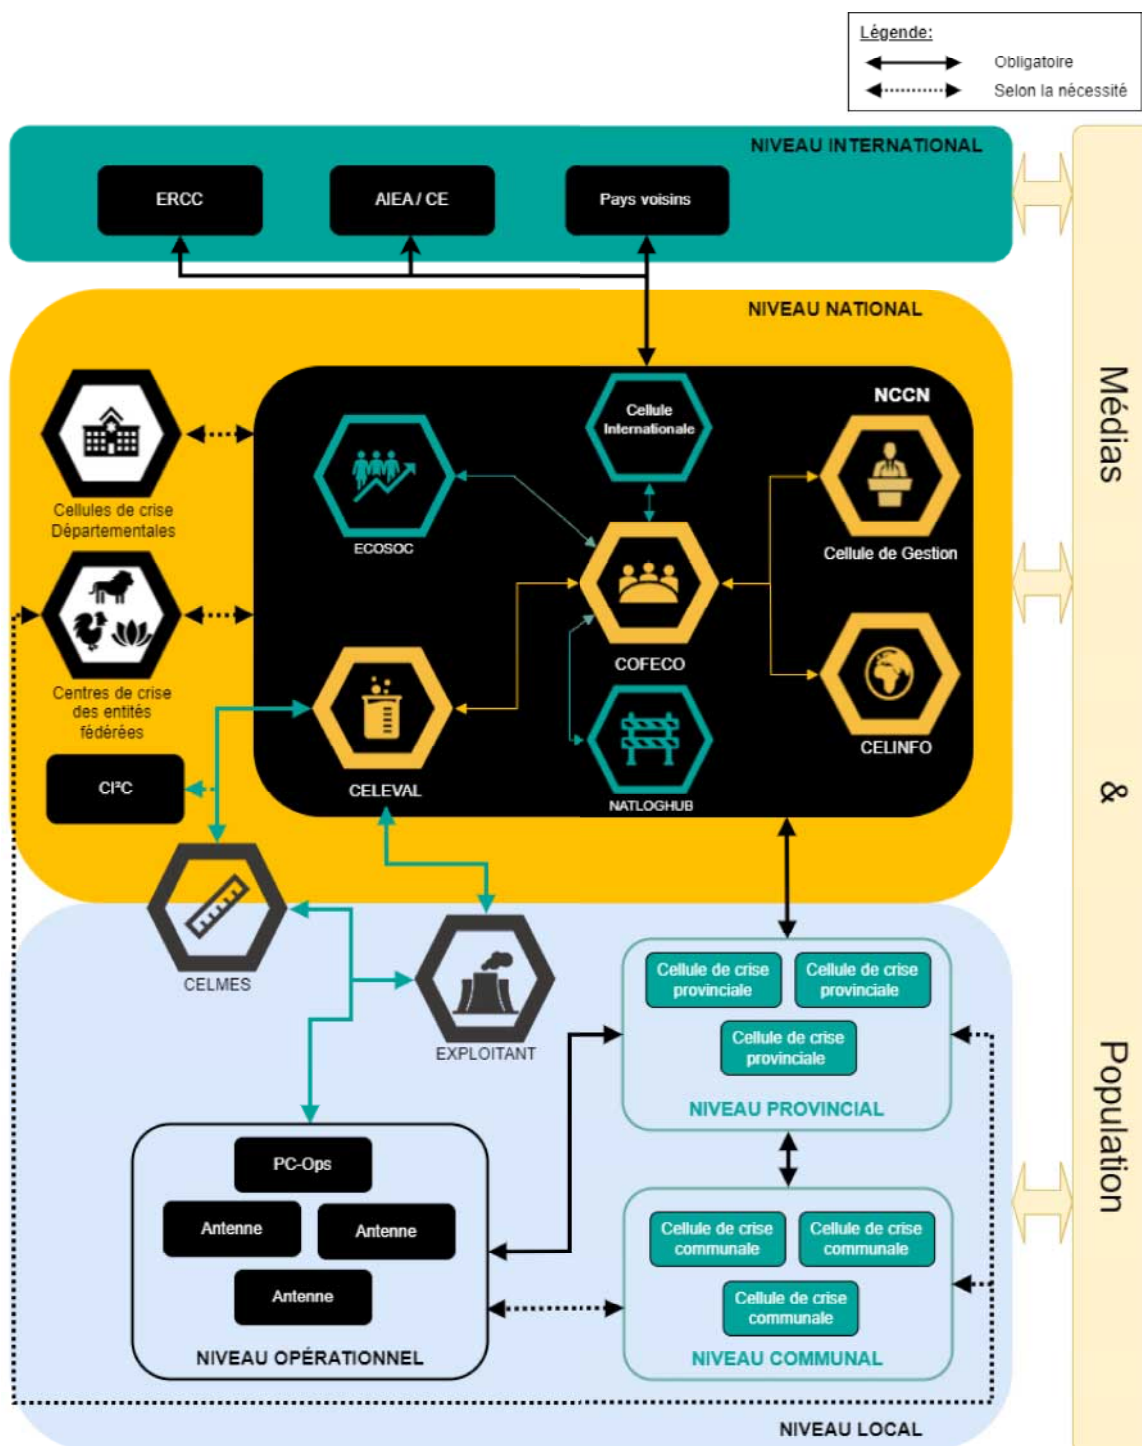 Légende:
Obligatoire
Selon la nécessité
NIVEAU INTERNATIONAL
ERCC
AIEA / CE
Pays voisins
NIVEAU NATIONAL
NCCN
Cellule
Internationale
Cellules de crise
Départementales
ECOSOC
Cellule de Gestion
COFECO
Centres de crise
des entités
fédérées
CELEVAL
NATLOGHUB
CELINFO
CI²C
CELMES
EXPLOITANT
Cellule de crise
provinciale
Cellule de crise
provinciale
Cellule de crise
provinciale
NIVEAU PROVINCIAL
PC-Ops
Antenne
Antenne
Antenne
NIVEAU OPÉRATIONNEL
Cellule de crise
communale
Cellule de crise
communale
Cellule de crise
communale
NIVEAU COMMUNAL
NIVEAU LOCAL
Médias
&
Population